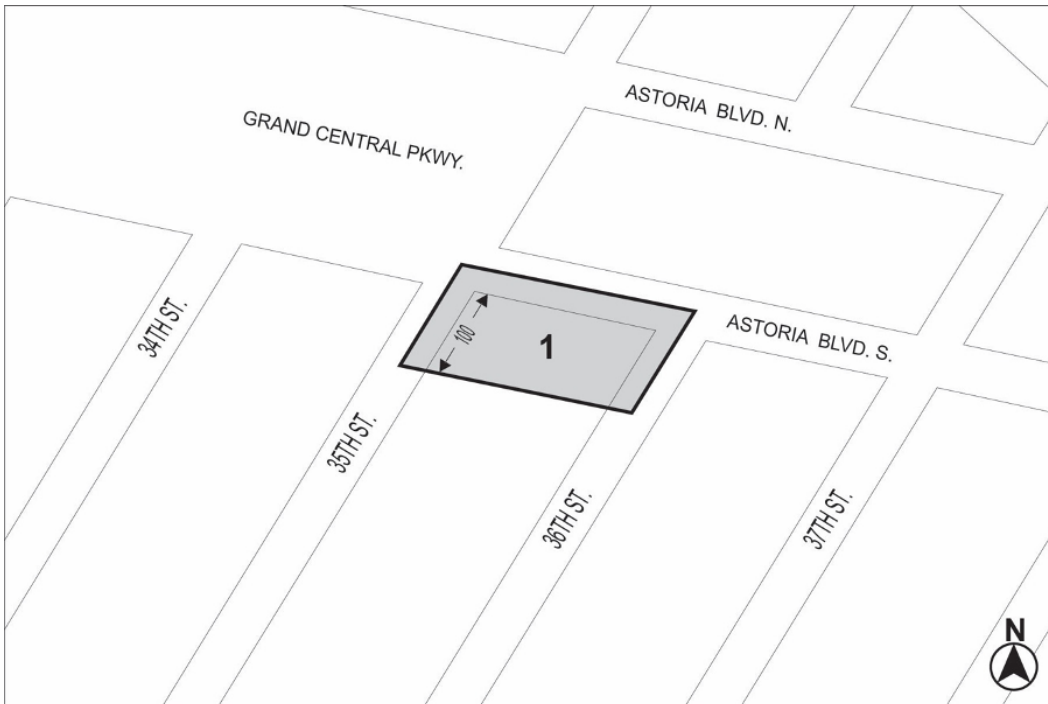 ASTORIA BLVD. N.
GRAND CENTRAL PKWY.
34TH ST.
100
1
ASTORIA BLVD. S.
35TH ST.
36TH ST.
37TH ST.
N